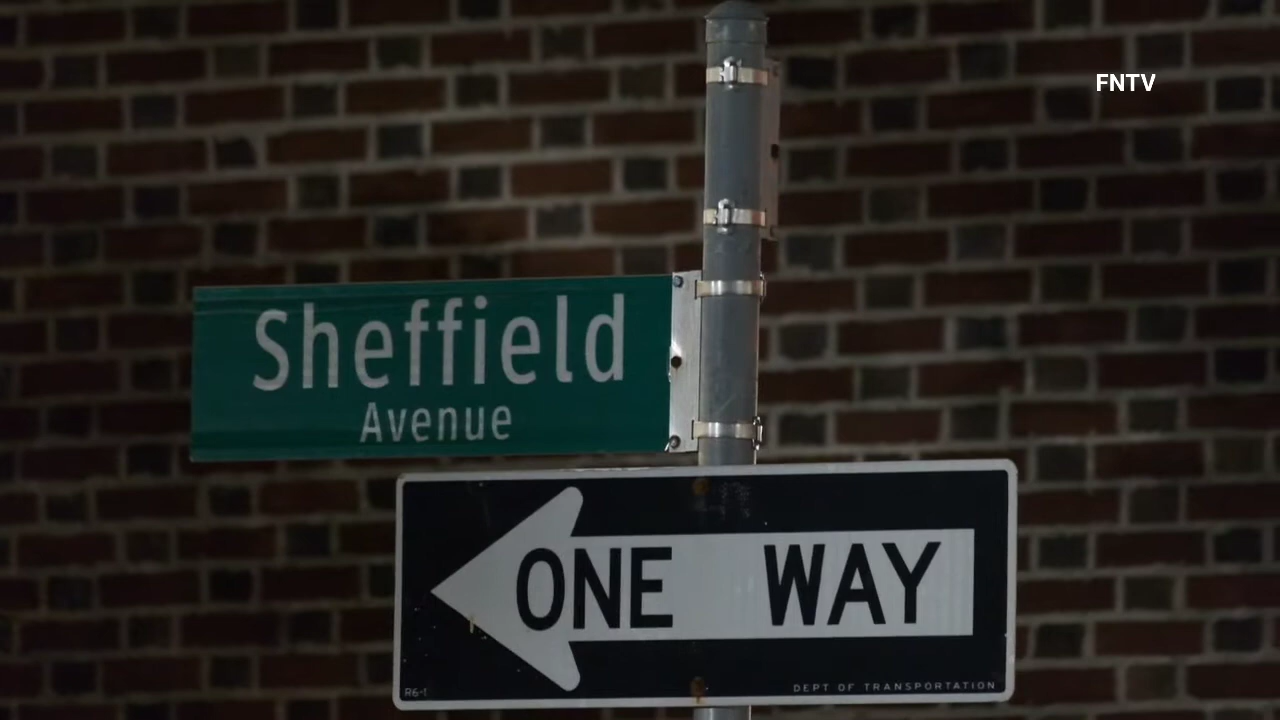 FNTV
Sheffield
Avenue
ONE WAY
R6-1
DEPT OF TRANSPORTATION